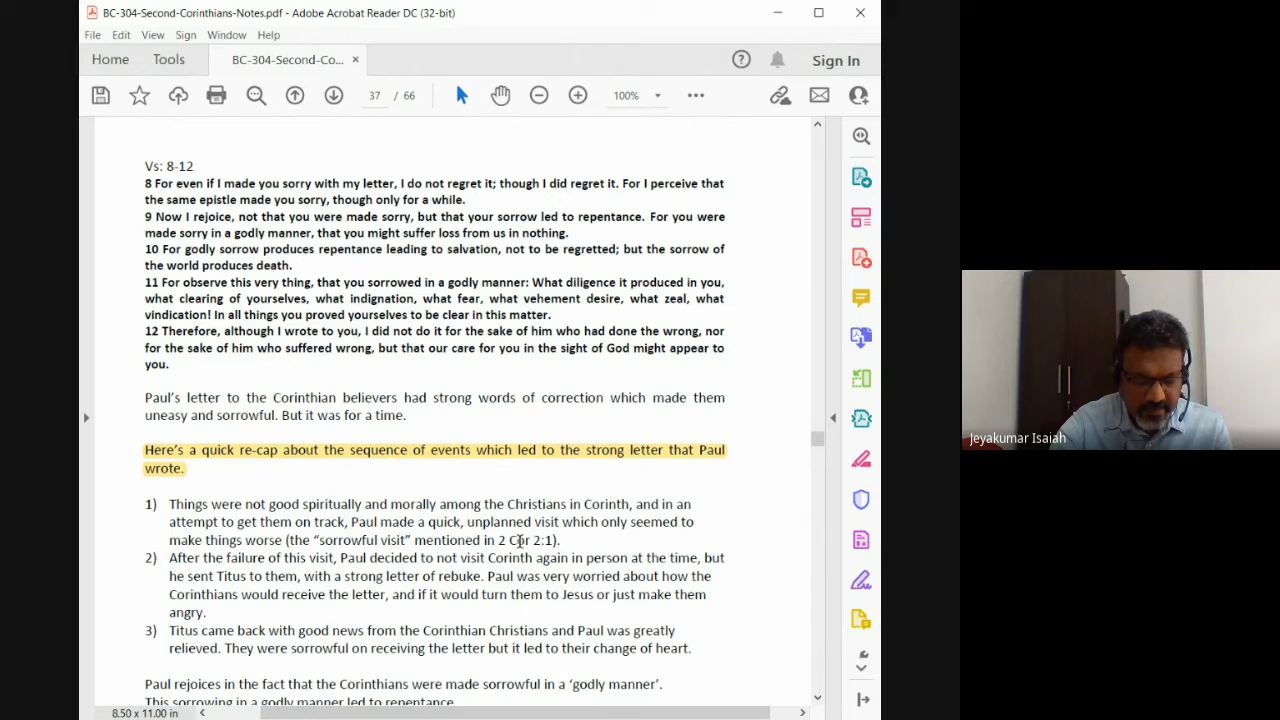 BC-304-Second-Corinthians-Notes.pdf - Adobe Acrobat Reader DC (32-bit)
File Edit View Sign Window Help
Home Tools BC-304-Second-Co... × Sign In
37 / 66 100%
Vs: 8-12
8 For even if I made you sorry with my letter, I do not regret it; though I did regret it. For I perceive that
the same epistle made you sorry, though only for a while.
9 Now I rejoice, not that you were made sorry, but that your sorrow led to repentance. For you were
made sorry in a godly manner, that you might suffer loss from us in nothing.
10 For godly sorrow produces repentance leading to salvation, not to be regretted; but the sorrow of
the world produces death.
11 For observe this very thing, that you sorrowed in a godly manner: What diligence it produced in you,
what clearing of yourselves, what indignation, what fear, what vehement desire, what zeal, what
vindication! In all things you proved yourselves to be clear in this matter.
12 Therefore, although I wrote to you, I did not do it for the sake of him who had done the wrong, nor
for the sake of him who suffered wrong, but that our care for you in the sight of God might appear to
you.
Paul's letter to the Corinthian believers had strong words of correction which made them
uneasy and sorrowful. But it was for a time.
Here's a quick re-cap about the sequence of events which led to the strong letter that Paul
wrote.
1) Things were not good spiritually and morally among the Christians in Corinth, and in an
attempt to get them on track, Paul made a quick, unplanned visit which only seemed to
make things worse (the "sorrowful visit" mentioned in 2 Cor 2:1).
2) After the failure of this visit, Paul decided to not visit Corinth again in person at the time, but
he sent Titus to them, with a strong letter of rebuke. Paul was very worried about how the
Corinthians would receive the letter, and if it would turn them to Jesus or just make them
angry.
3) Titus came back with good news from the Corinthian Christians and Paul was greatly
relieved. They were sorrowful on receiving the letter but it led to their change of heart.
Paul rejoices in the fact that the Corinthians were made sorrowful in a 'godly manner'.
This sorrowing in a godly manner led to repentance.
8.50 x 11.00 in
Jeyakumar Isaiah